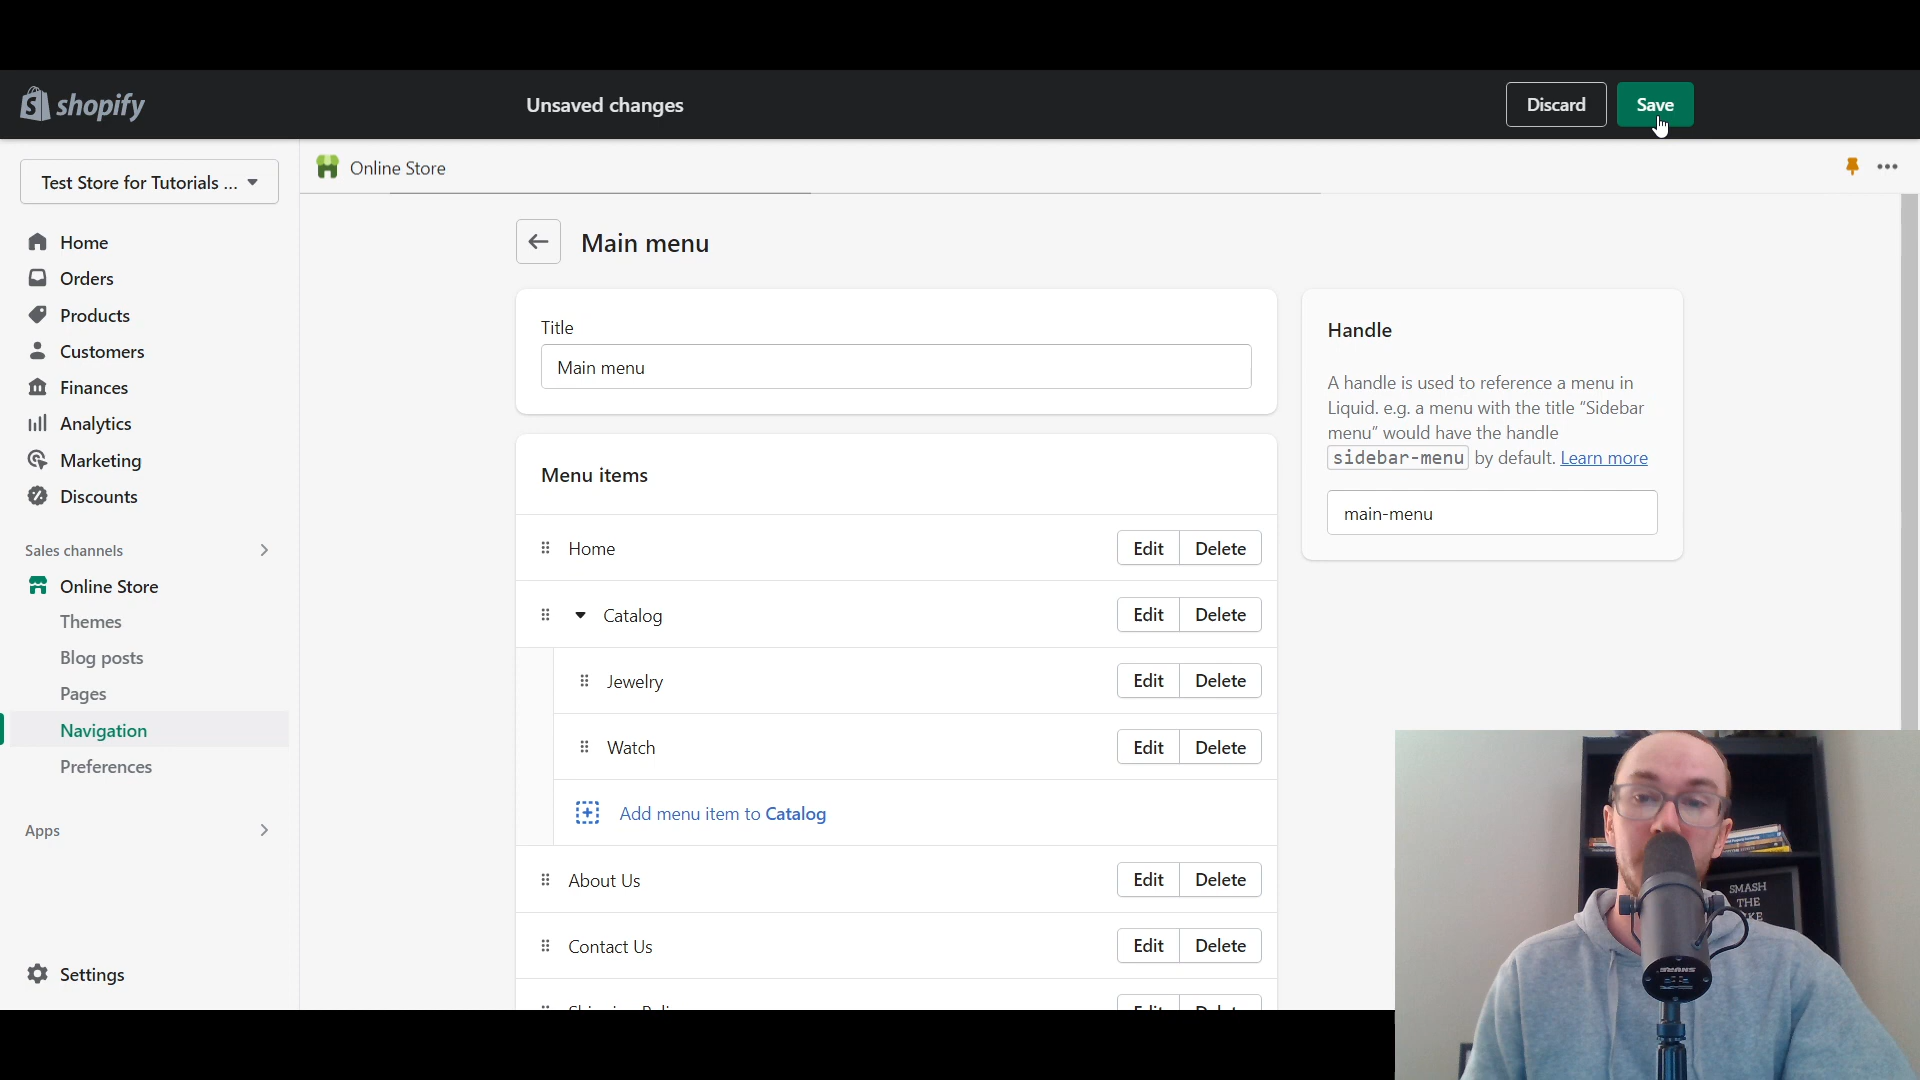 shopify
Unsaved changes
Discard
Save
Test Store for Tutorials ...
Online Store
Home
Orders
Products
Customers
Finances
Analytics
Marketing
Discounts
Sales channels
Online Store
Themes
Blog posts
Pages
Navigation
Preferences
Apps
Settings
Main menu
Title
Main menu
Menu items
Home
Edit
Delete
Catalog
Edit
Delete
Jewelry
Edit
Delete
Watch
Edit
Delete
Add menu item to Catalog
About Us
Edit
Delete
Contact Us
Edit
Delete
Handle
A handle is used to reference a menu in
Liquid. e.g. a menu with the title “Sidebar
menu” would have the handle
sidebar-menu by default. Learn more
main-menu
SMASH
THE